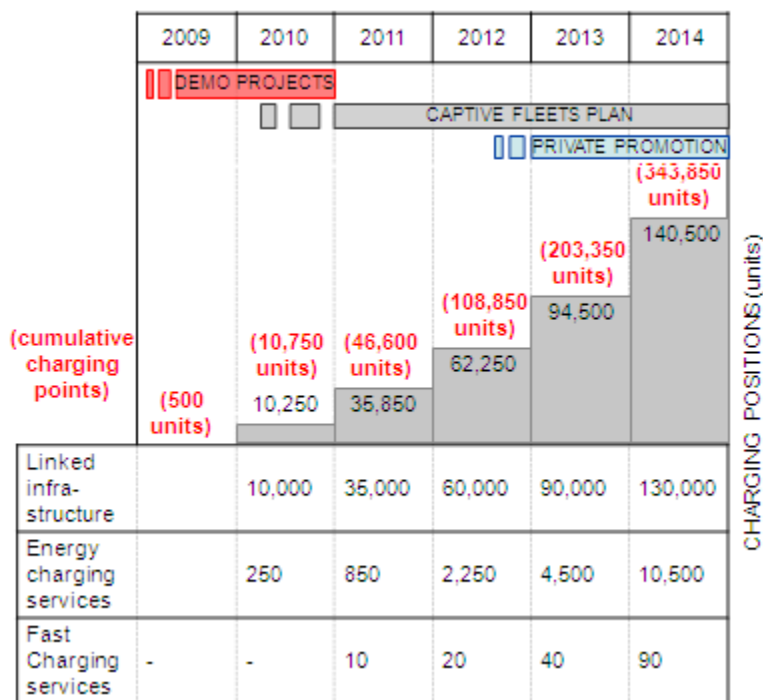 2009 2010 2011 2012 2013 2014
DEMO PROJECTS
CAPTIVE FLEETS PLAN
PRIVATE PROMOTION
(343,850
units)
140,500
(203,350
units)
94,500
(108,850
units)
62,250
(cumulative
charging
points)
(10,750
units)
10,250
(46,600
units)
35,850
(500
units)
CHARGING POSITIONS (units)
Linked
infra-
structure
10,000 35,000 60,000 90,000 130,000
Energy
charging
services
250 850 2,250 4,500 10,500
Fast
Charging
services
- - 10 20 40 90